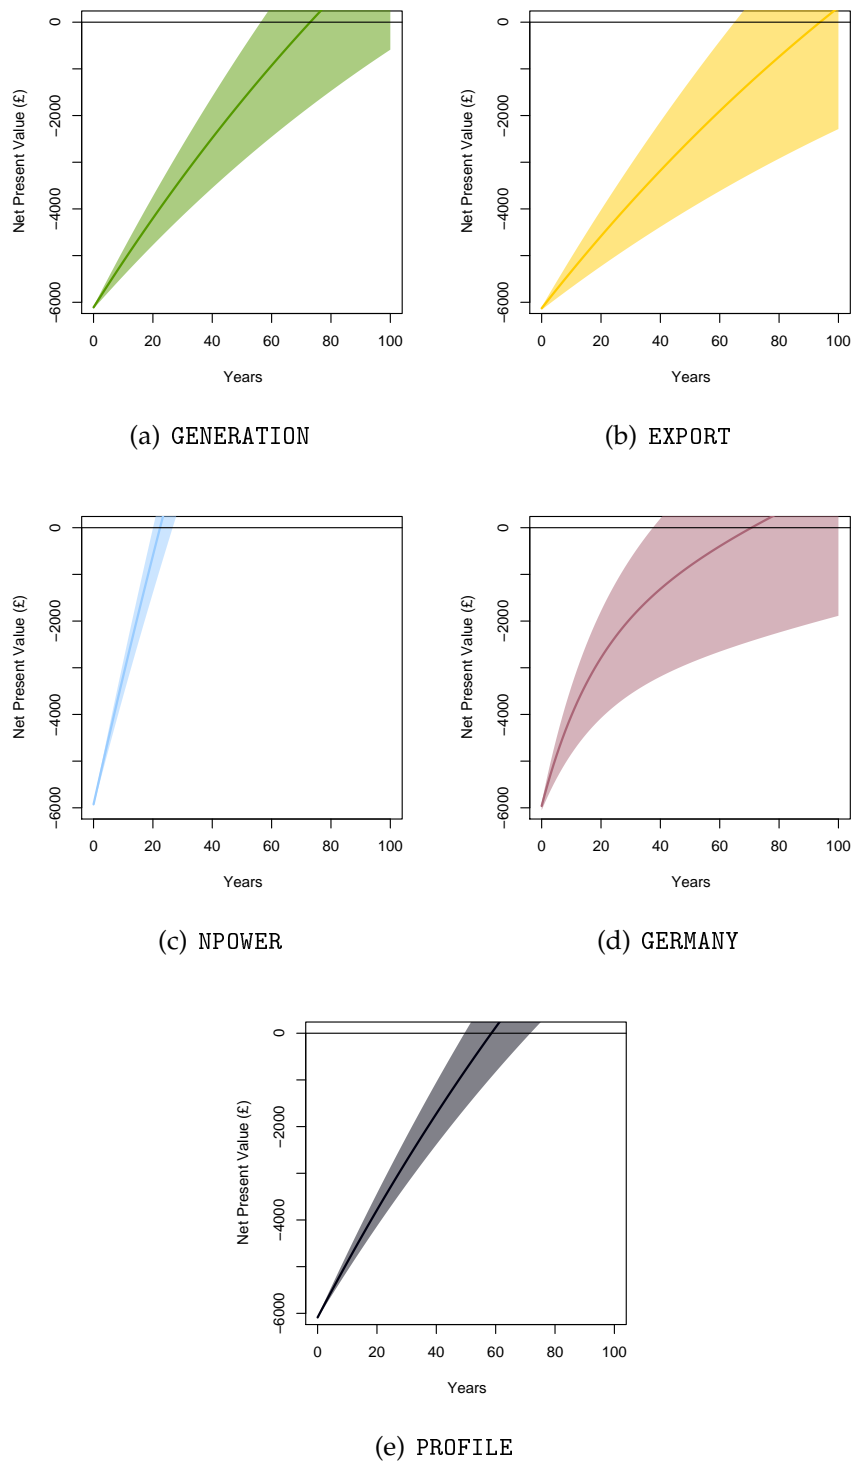 Net Present Value (£)
0
−2000
−4000
−6000
0 20 40 60 80 100
Years
(a) GENERATION
Net Present Value (£)
0
−2000
−4000
−6000
0 20 40 60 80 100
Years
(b) EXPORT
Net Present Value (£)
0
−2000
−4000
−6000
0 20 40 60 80 100
Years
(c) NPOWER
Net Present Value (£)
0
−2000
−4000
−6000
0 20 40 60 80 100
Years
(d) GERMANY
Net Present Value (£)
0
−2000
−4000
−6000
0 20 40 60 80 100
Years
(e) PROFILE